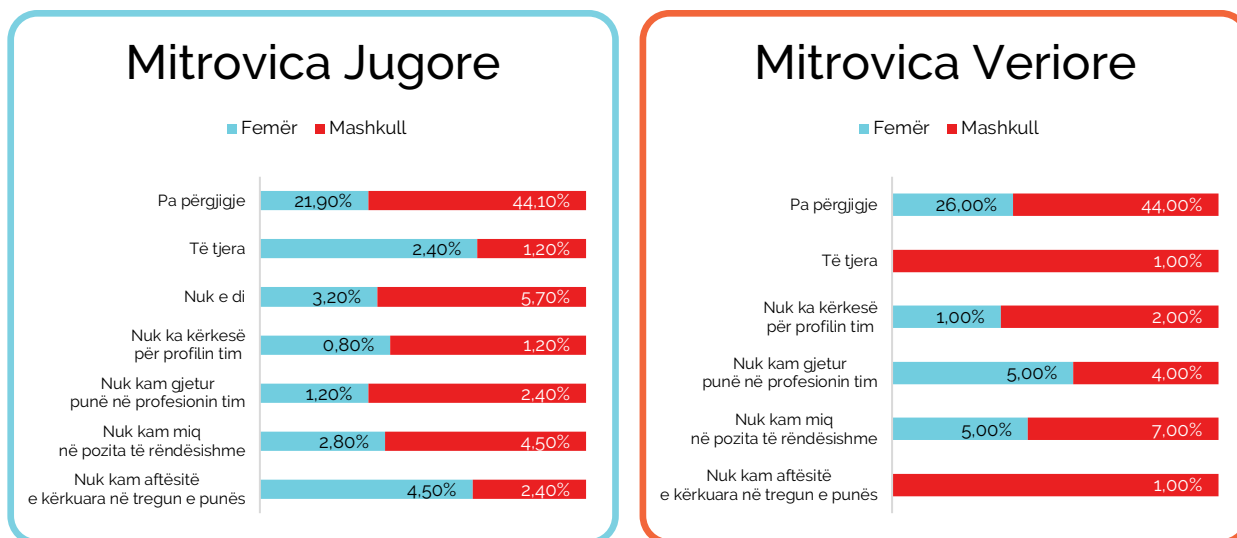 Mitrovica Jugore
Femër Mashkull
Pa përgjigje 21,90% 44,10%
Të tjera 2,40% 1,20%
Nuk e di 3,20% 5,70%
Nuk ka kërkesë
për profilin tim 0,80% 1,20%
Nuk kam gjetur
punë në profesionin tim 1,20% 2,40%
Nuk kam miq
në pozita të rëndësishme 2,80% 4,50%
Nuk kam aftësitë
e kërkuara në tregun e punës 4,50% 2,40%
Mitrovica Veriore
Femër Mashkull
Pa përgjigje 26,00% 44,00%
Të tjera 1,00%
Nuk ka kërkesë
për profilin tim 1,00% 2,00%
Nuk kam gjetur
punë në profesionin tim 5,00% 4,00%
Nuk kam miq
në pozita të rëndësishme 5,00% 7,00%
Nuk kam aftësitë
e kërkuara në tregun e punës 1,00%